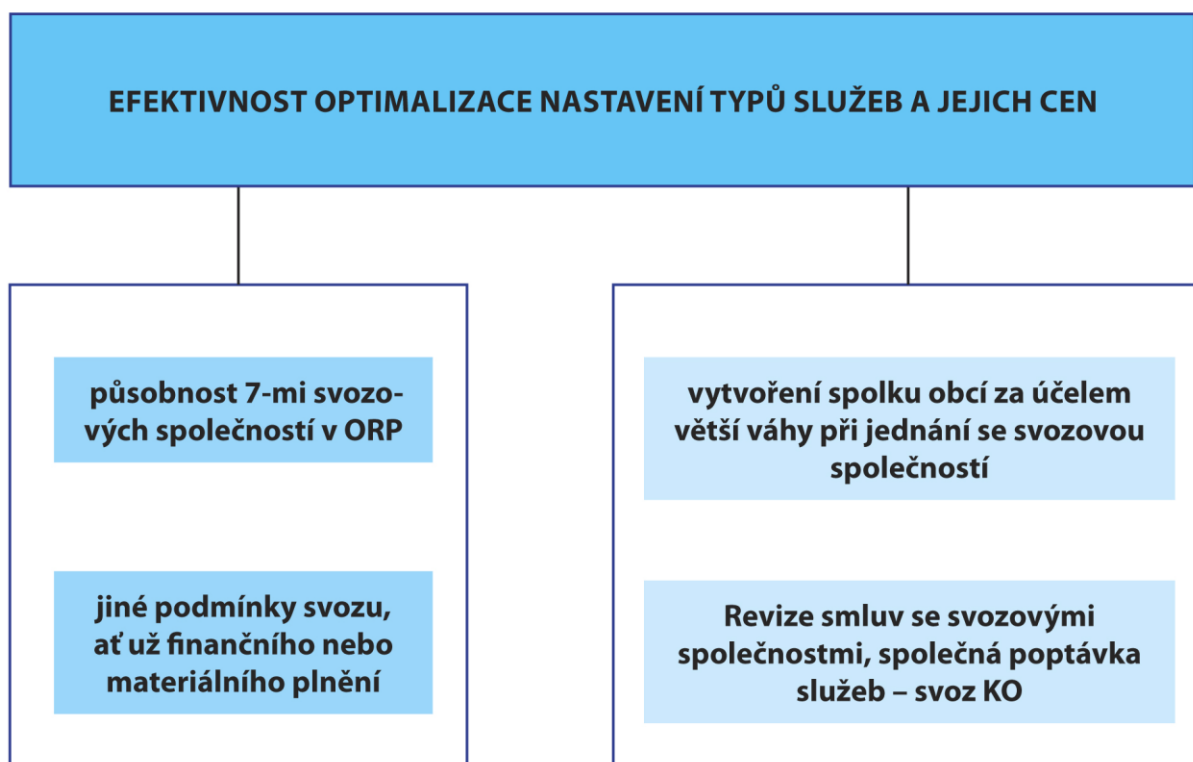 EFEKTIVNOST OPTIMALIZACE NASTAVENÍ TYPŮ SLUŽEB A JEJICH CEN
působnost 7-mi svozo-
vých společností v ORP
jiné podmínky svozu,
ať už finančního nebo
materiálního plnění
vytvoření spolku obcí za účelem
větší váhy při jednání se svozovou
společností
Revize smluv se svozovými
společnostmi, společná poptávka
služeb – svoz KO